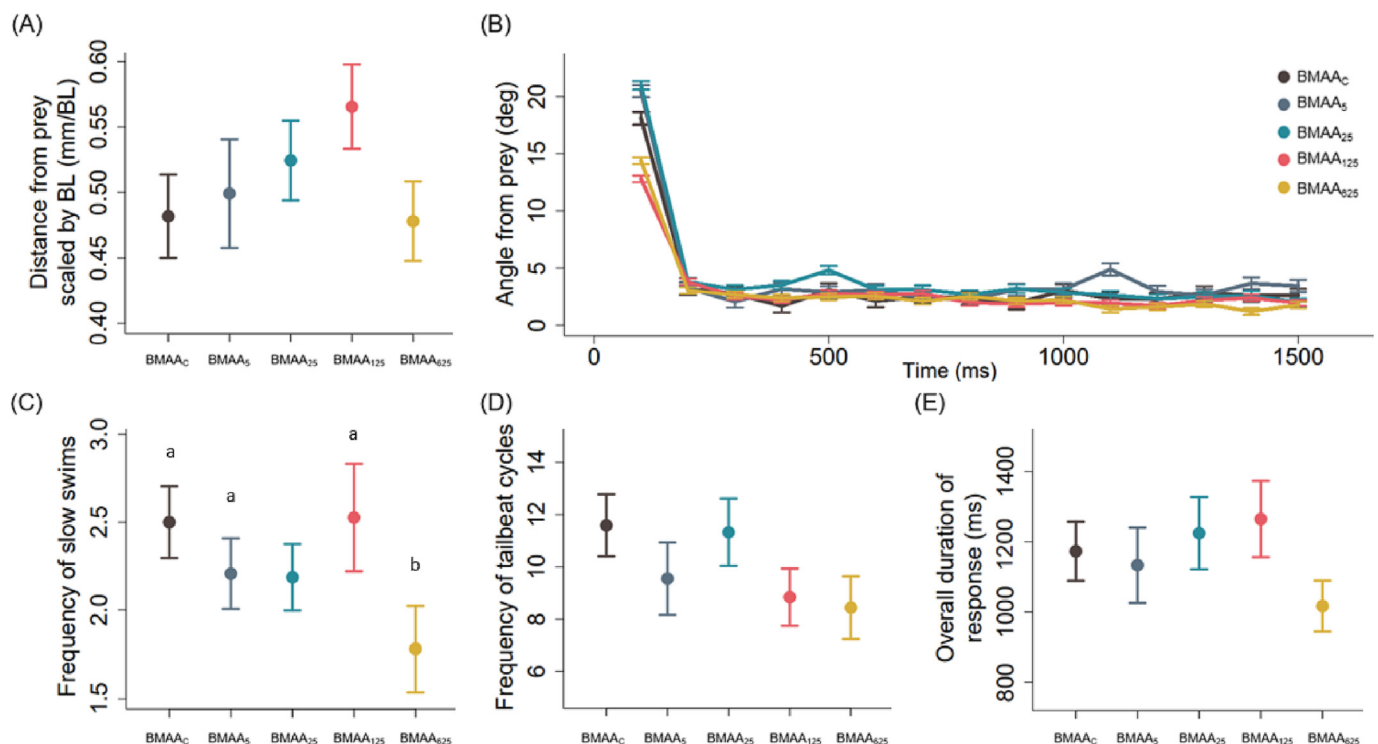 (A)
Distance from prey
scaled by BL (mm/BL)
0.60
0.55
0.50
0.45
0.40
BMAAC BMAA5 BMAA25 BMAA125 BMAA625
(B)
Angle from prey (deg)
20
15
10
5
0
0 500 1000 1500
Time (ms)
BMAAC
BMAA5
BMAA25
BMAA125
BMAA625
(C)
Frequency of slow swims
3.0
2.5
2.0
1.5
a
a
a
b
BMAAC BMAA5 BMAA25 BMAA125 BMAA625
(D)
Frequency of tailbeat cycles
14
12
10
8
6
BMAAC BMAA5 BMAA25 BMAA125 BMAA625
(E)
Overall duration of
response (ms)
1400
1200
1000
800
BMAAC BMAA5 BMAA25 BMAA125 BMAA625